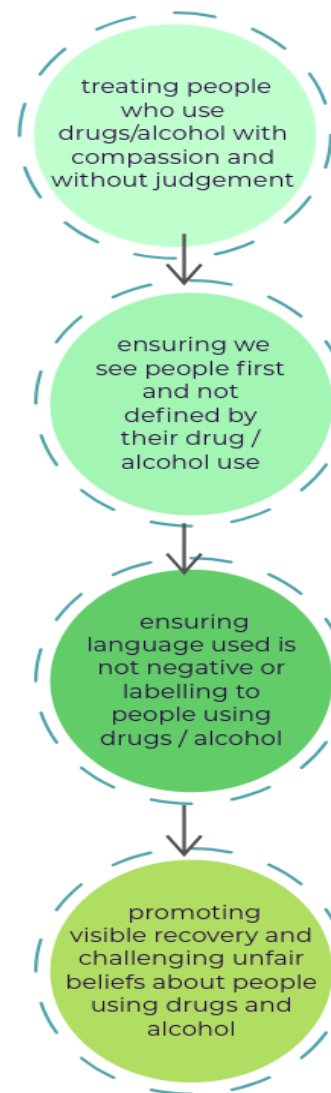 treating people
who use
drugs/alcohol with
compassion and
without judgement
ensuring we
see people first
and not
defined by
their drug /
alcohol use
ensuring
language used is
not negative or
labelling to
people using
drugs / alcohol
promoting
visible recovery and
challenging unfair
beliefs about people
using drugs and
alcohol